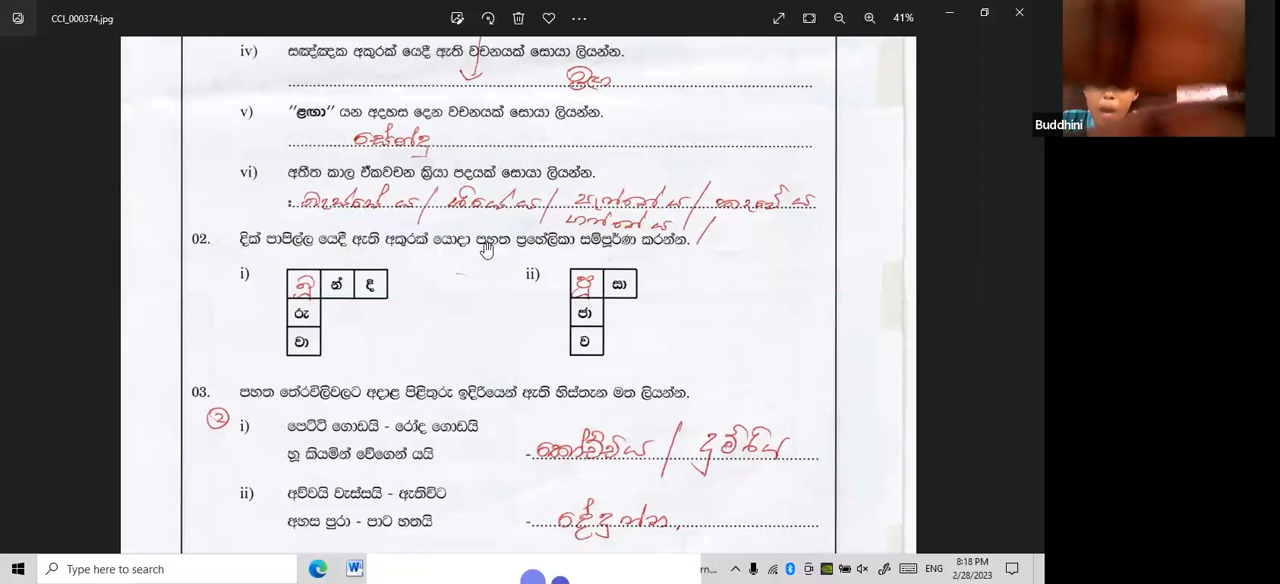 CCI_000374.jpg
41%
Buddhini
iv) සඤ්ඤක අකුරක් යෙදී ඇති වචනයක් සොයා ලියන්න.
v) "ළඟා" යන අදහස දෙන වචනයක් සොයා ලියන්න.
සේන්දු
vi) අතීත කාල ඒකවචන ක්‍රියා පදයක් සොයා ලියන්න.
බැස්සේ ය / ගියේ ය / පැන්නේ ය / කැඩුවේ ය
ගත්තේ ය /
02. දික් පාපිල්ල යෙදී ඇති අකුරක් යොදා පහත ප්‍රහේලිකා සම්පූර්ණ කරන්න.
i) නූ න් දී
රු
වා
ii) පූ සා
ජා
ව
03. පහත තේරවිලිවලට අදාළ පිළිතුරු ඉදිරියෙන් ඇති හිස්තැන මත ලියන්න.
2
i) පෙට්ටි ගොඩයි - රෝද ගොඩයි
හූ කියමින් වේගෙන් යයි - කෝච්චිය / දුම්රිය
ii) අව්වයි වැස්සයි - ඇතිවිට
අහස පුරා - පාට හතයි - දේදුන්න.
Type here to search
ENG
8:18 PM
2/28/2023